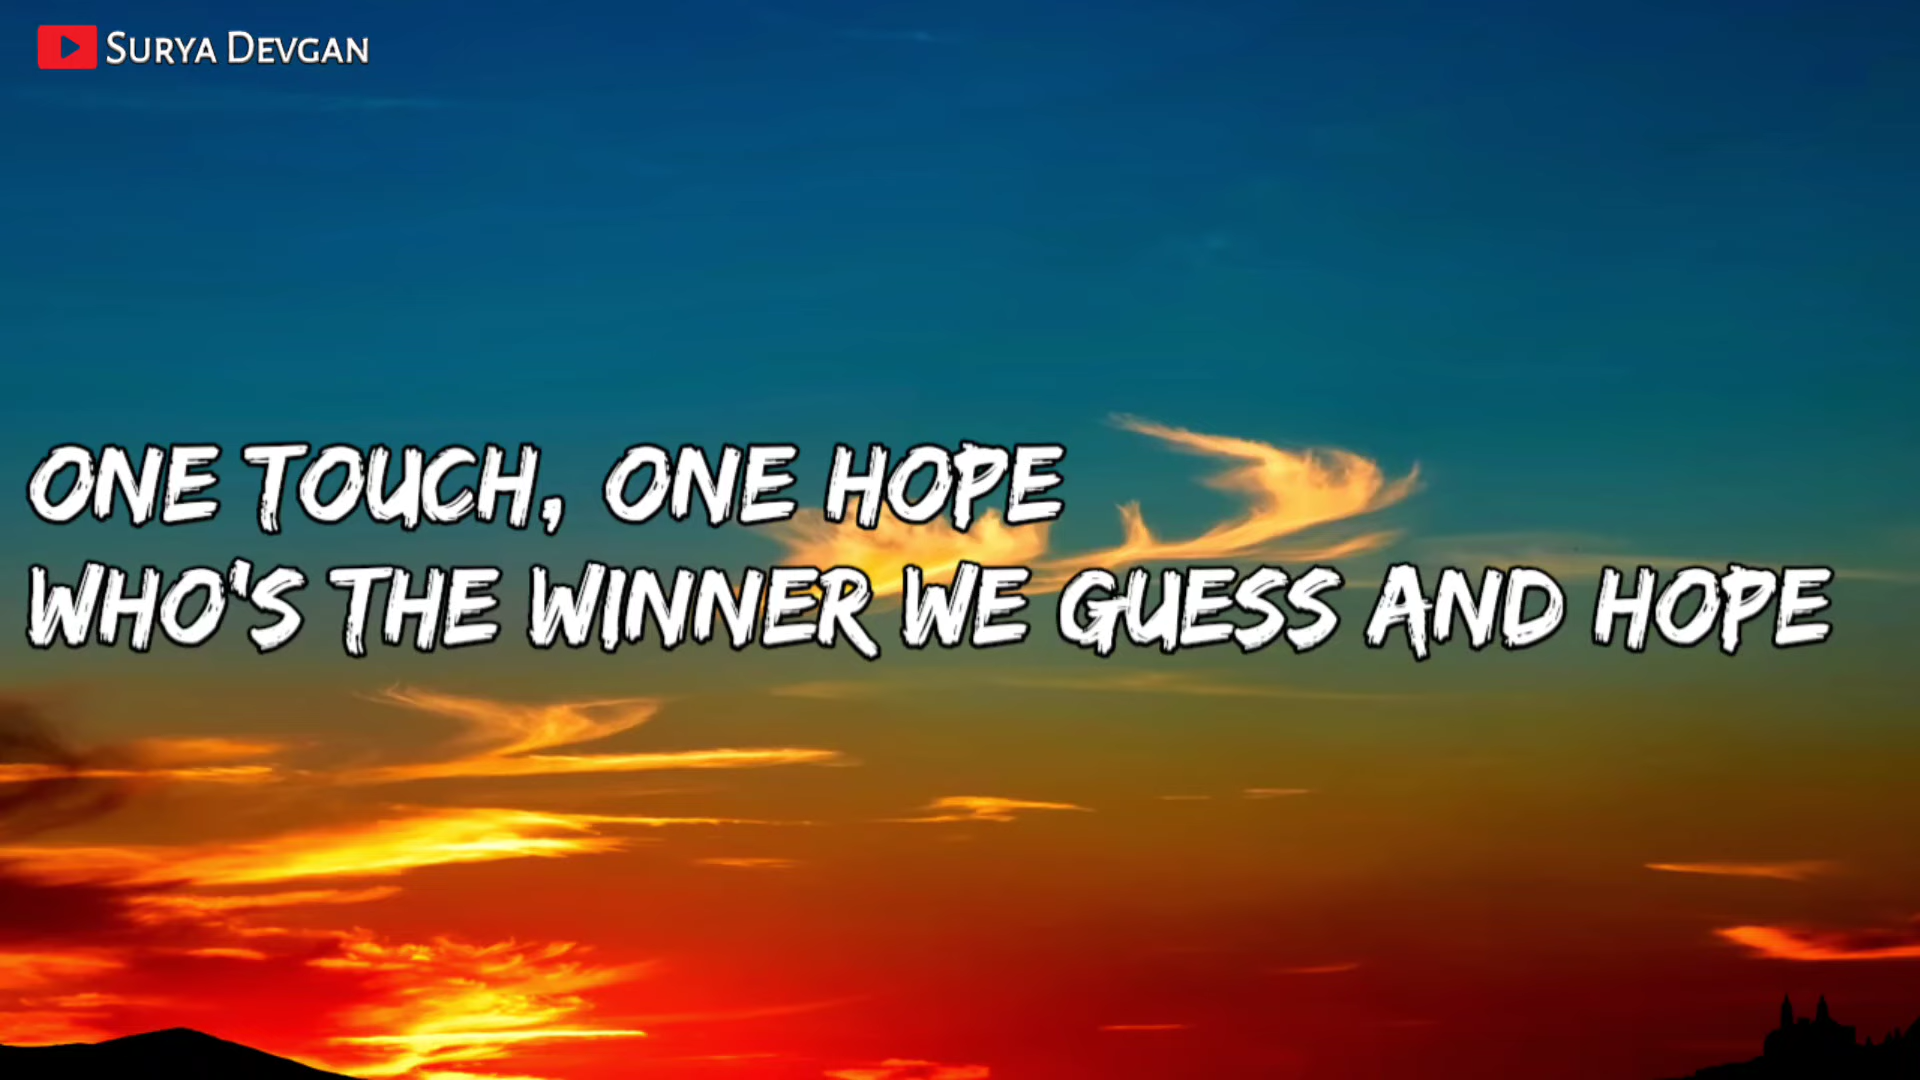 SURYA DEVGAN
ONE TOUCH, ONE HOPE
WHO'S THE WINNER WE GUESS AND HOPE